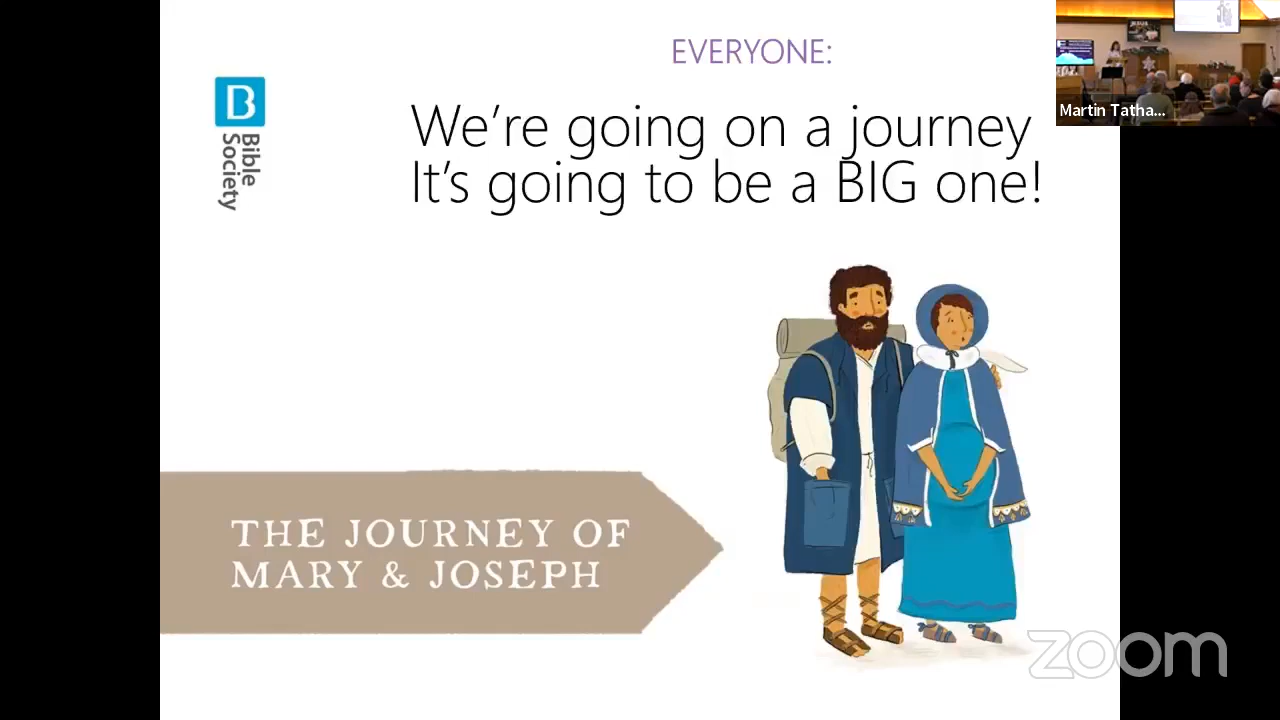 EVERYONE:
We're going on a journey
It's going to be a BIG one!
Bible
Society
THE JOURNEY OF
MARY & JOSEPH
Martin Tatha...
zoom